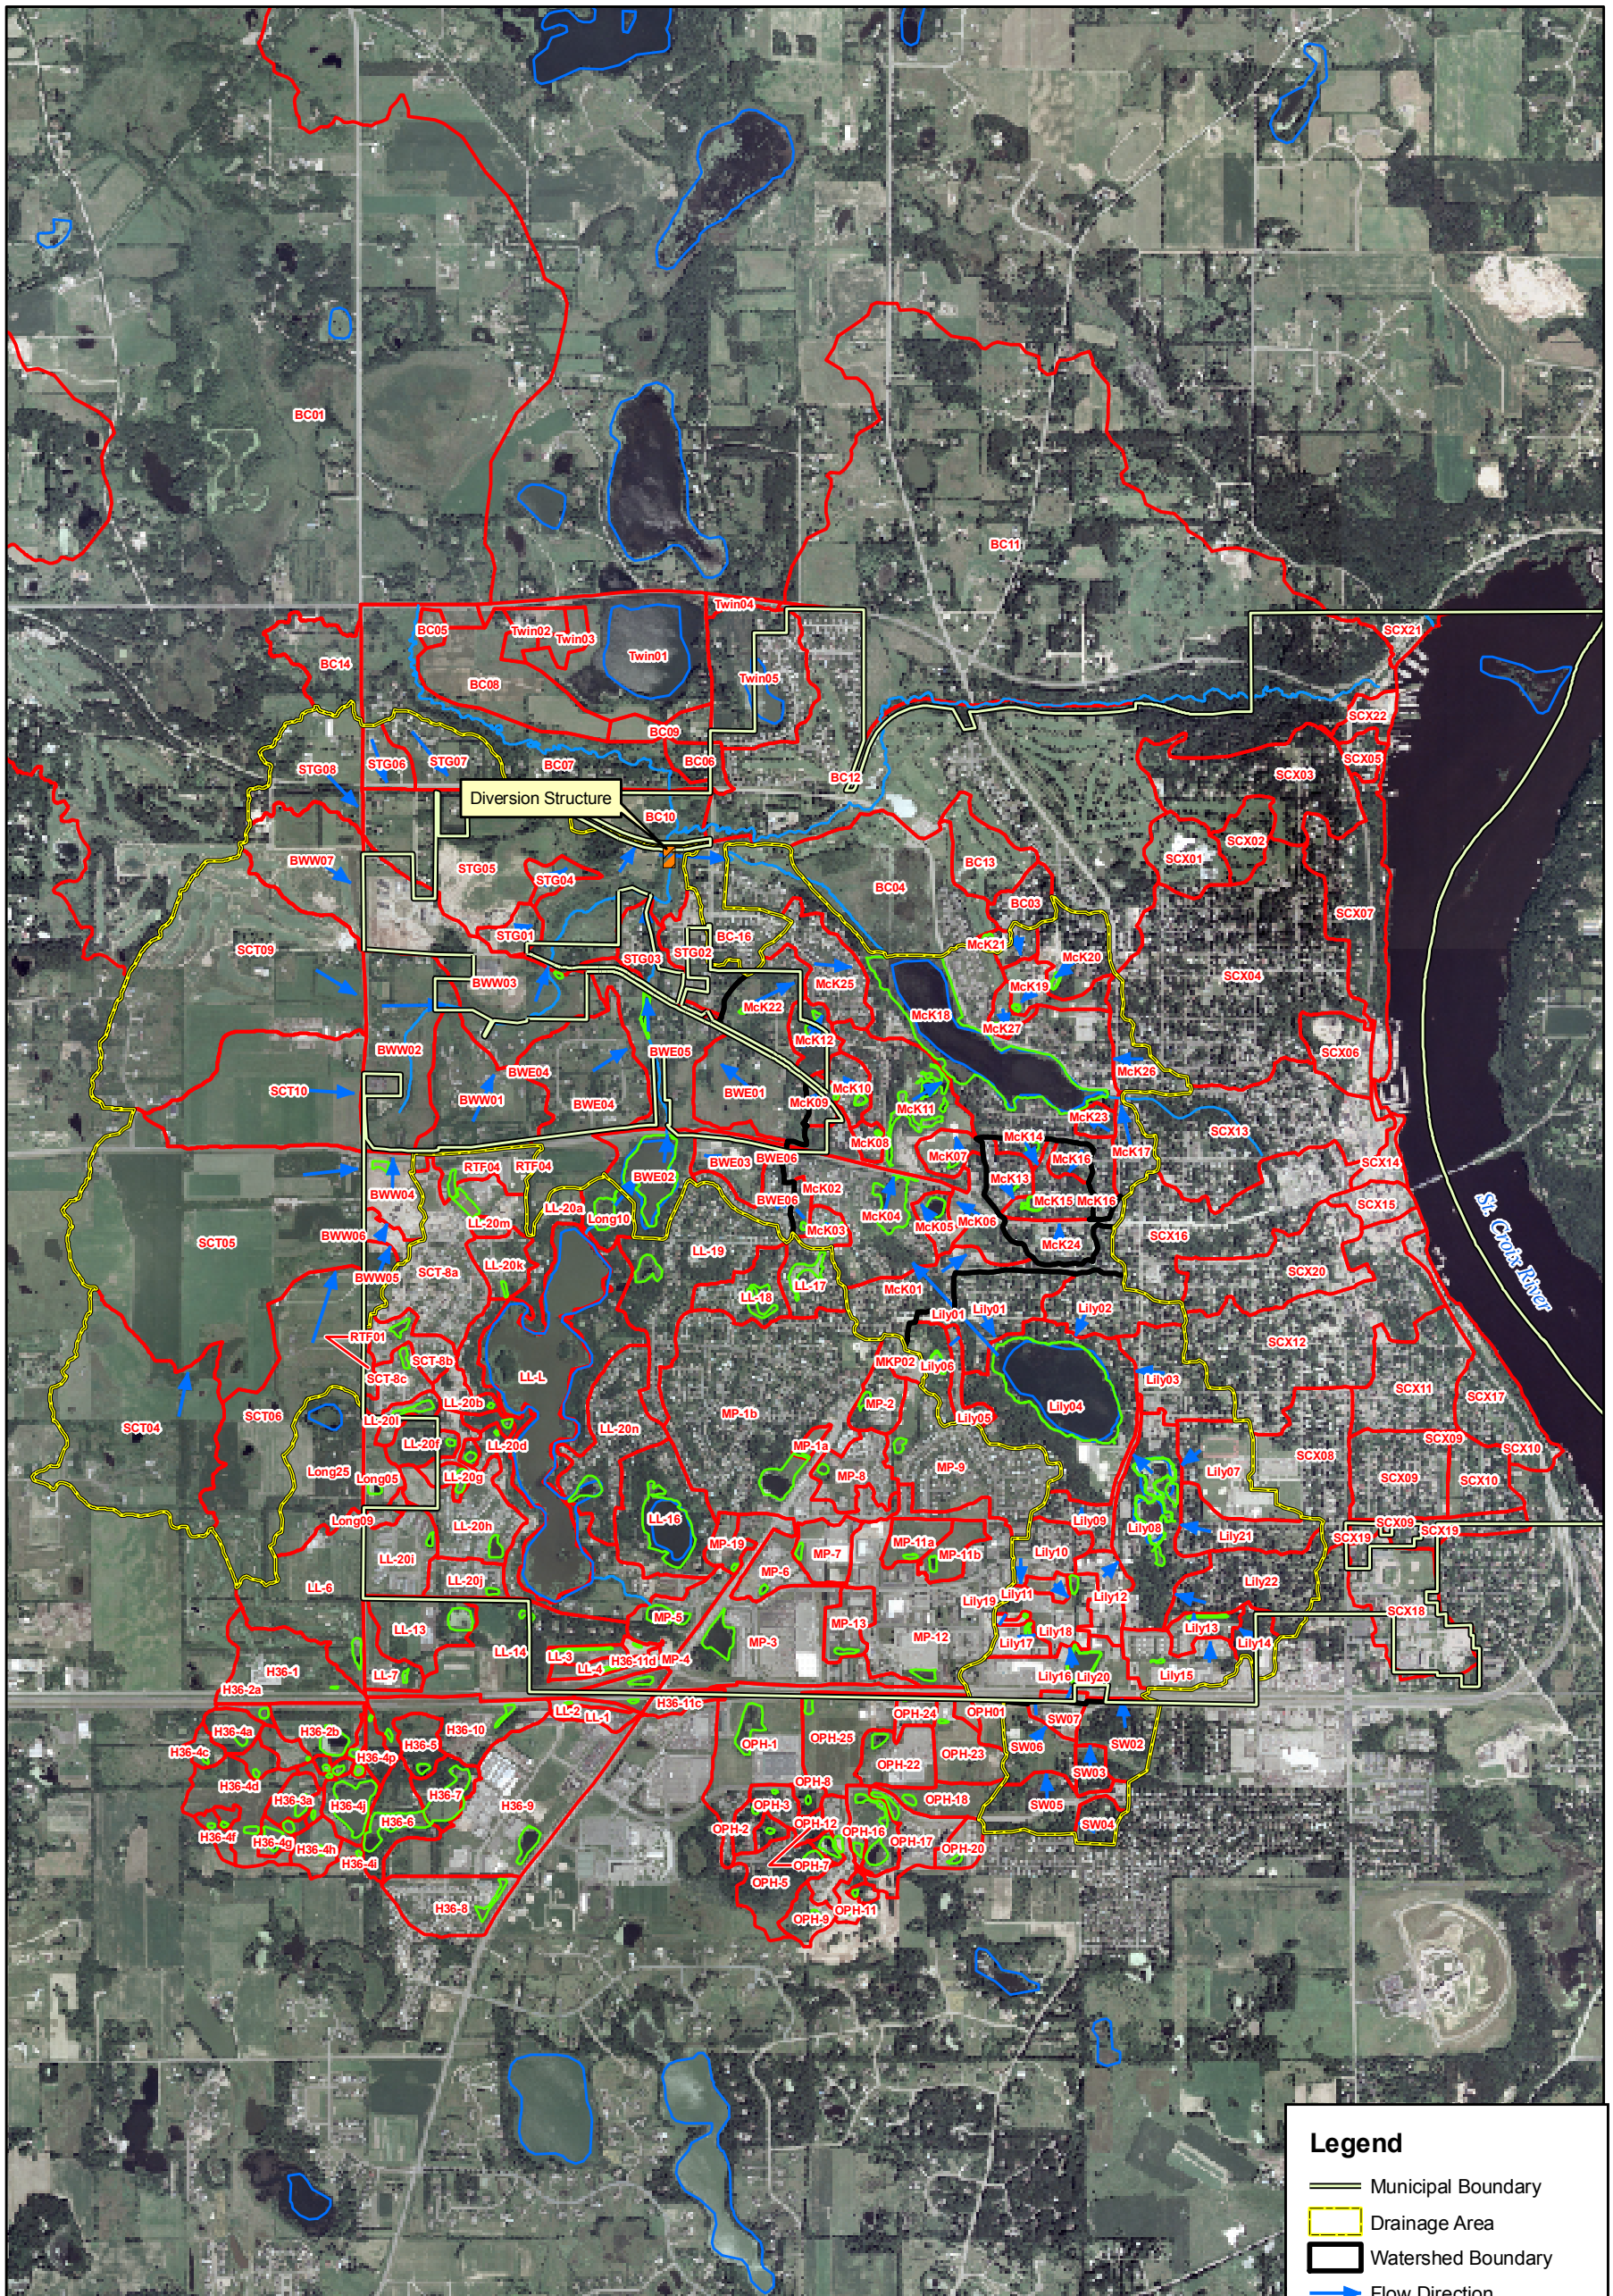 BC01
BC11
Twin04
SCX21
BC05
Twin02
Twin03
Twin01
BC14
BC08
Twin05
SCX22
BC09
STG06
STG07
BC07
BC06
SCX05
STG08
BC12
SCX03
Diversion Structure
BC10
SCX02
BWW07
STG05
STG04
BC13
SCX01
BC04
BC03
SCX07
STG01
BC-16
McK21
SCT09
STG02
STG03
McK20
SCX04
BWW03
McK25
McK19
McK22
McK18
McK27
McK12
BWW02
BWE05
SCX06
BWE04
McK26
SCT10
BWW01
BWE04
BWE01
McK10
McK09
McK11
McK23
SCX13
McK08
McK14
McK17
BWE03
BWE06
McK07
McK16
SCX14
RTF04
RTF04
BWE02
McK13
BWW04
McK02
BWE06
McK15
McK16
SCX15
LL-20a
Long10
LL-20m
McK04
McK05
McK06
McK03
BWW06
SCX16
SCT05
McK24
LL-19
LL-20k
SCT-8a
BWW05
SCX20
LL-17
McK01
LL-18
Lily01
Lily01
Lily02
St. Croix River
RTF01
SCX12
SCT-8b
MKP02
Lily06
SCT-8c
LL-L
Lily03
SCX11
SCX17
LL-20b
MP-2
Lily04
SCT06
LL-20l
MP-1b
Lily05
SCT04
LL-20n
SCX09
LL-20f
LL-20d
MP-1a
SCX10
SCX08
MP-9
Long25
Long05
LL-20g
MP-8
Lily07
SCX09
SCX10
Long09
LL-16
Lily09
Lily08
SCX09
SCX19
LL-20h
Lily21
SCX19
MP-19
MP-11a
Lily10
LL-20i
MP-7
MP-11b
MP-6
LL-6
LL-20j
Lily22
Lily11
Lily12
Lily19
SCX18
MP-5
LL-13
MP-13
Lily13
Lily18
MP-3
MP-12
Lily17
Lily14
LL-14
LL-3
H36-11d
MP-4
H36-1
LL-4
LL-7
Lily16
Lily20
Lily15
H36-2a
H36-11c
LL-2
LL-1
OPH-24
OPH01
SW07
H36-4a
H36-2b
H36-10
OPH-25
OPH-1
SW06
SW02
H36-4c
H36-5
OPH-23
H36-4p
OPH-22
SW03
H36-4d
OPH-8
H36-7
H36-3a
H36-4j
H36-9
OPH-3
OPH-18
SW05
H36-6
OPH-12
H36-4f
OPH-2
OPH-16
SW04
H36-4g
OPH-17
H36-4h
OPH-20
H36-4i
OPH-7
OPH-5
H36-8
OPH-11
OPH-9
Legend
Municipal Boundary
Drainage Area
Watershed Boundary
Flow Direction